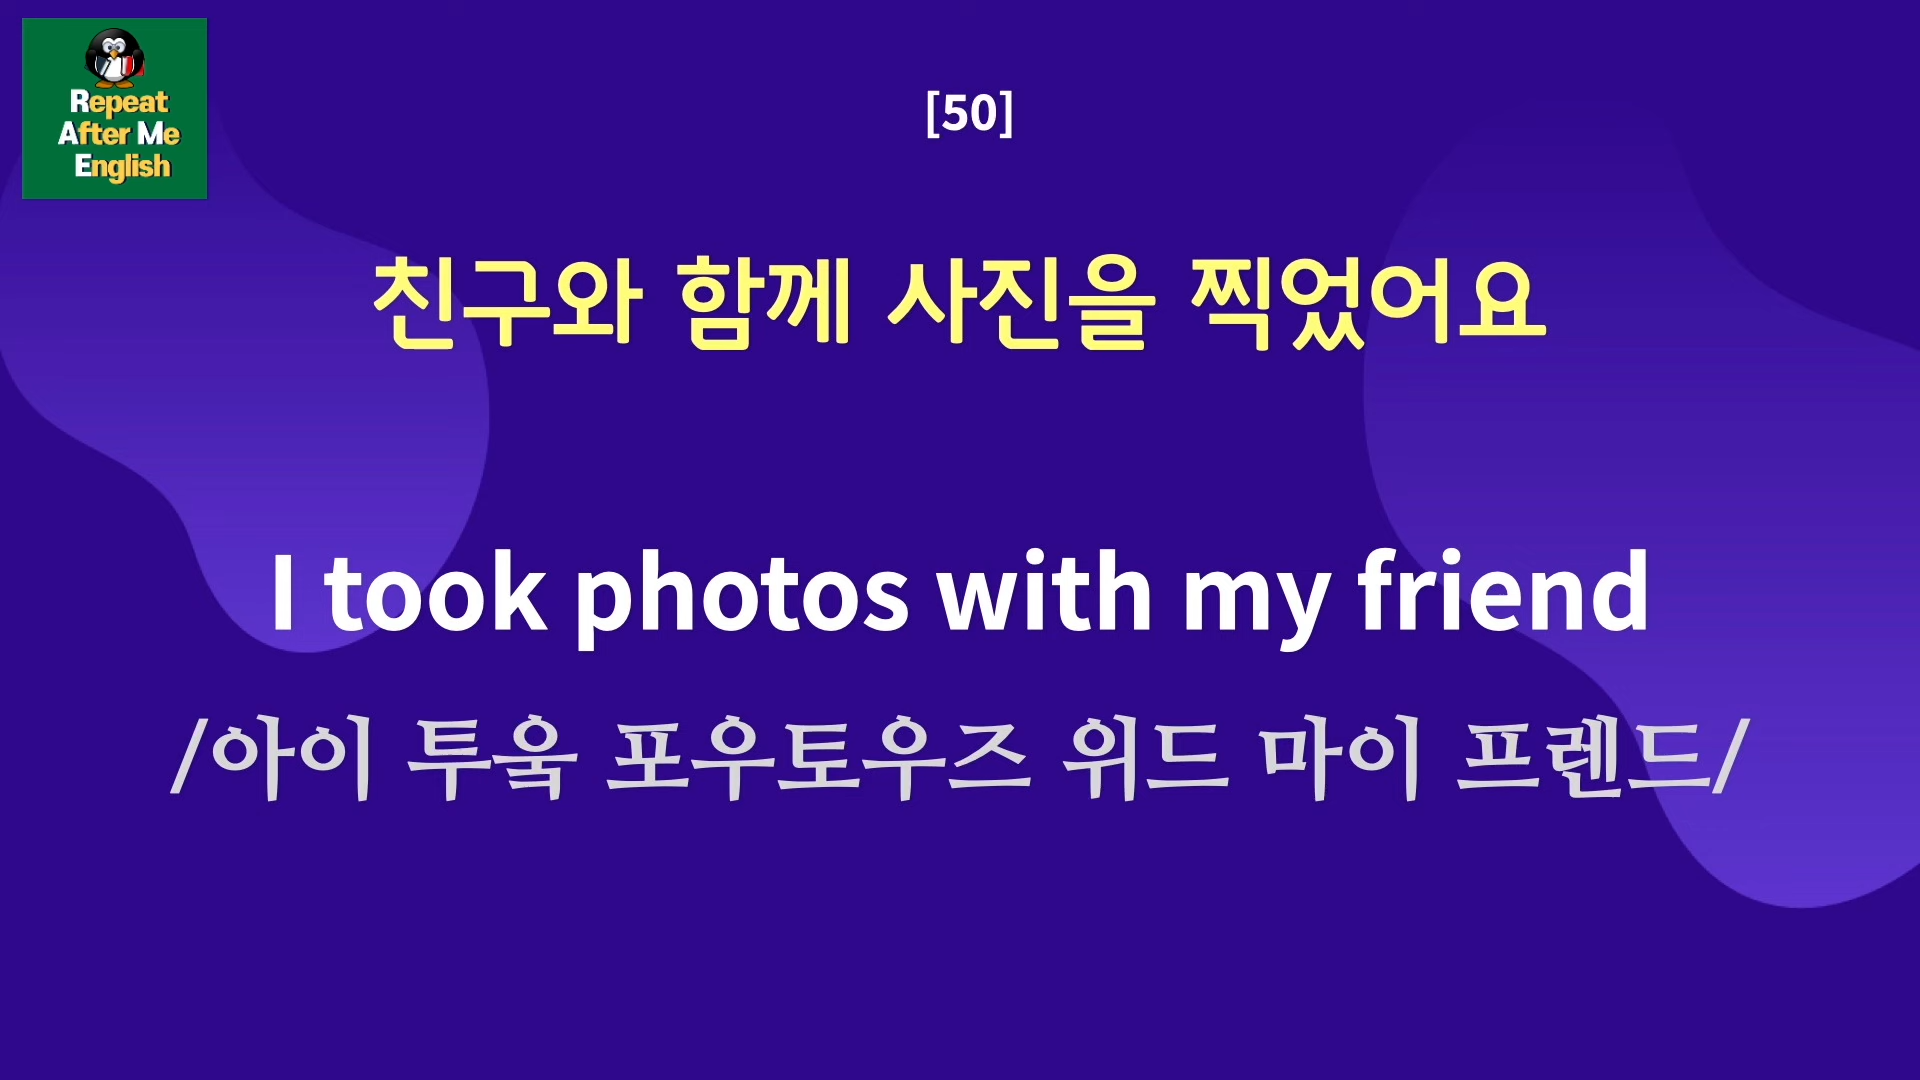 Repeat
After Me
English
[50]
친구와 함께 사진을 찍었어요
I took photos with my friend
/아이 투욱 포우토우즈 위드 마이 프렌드/